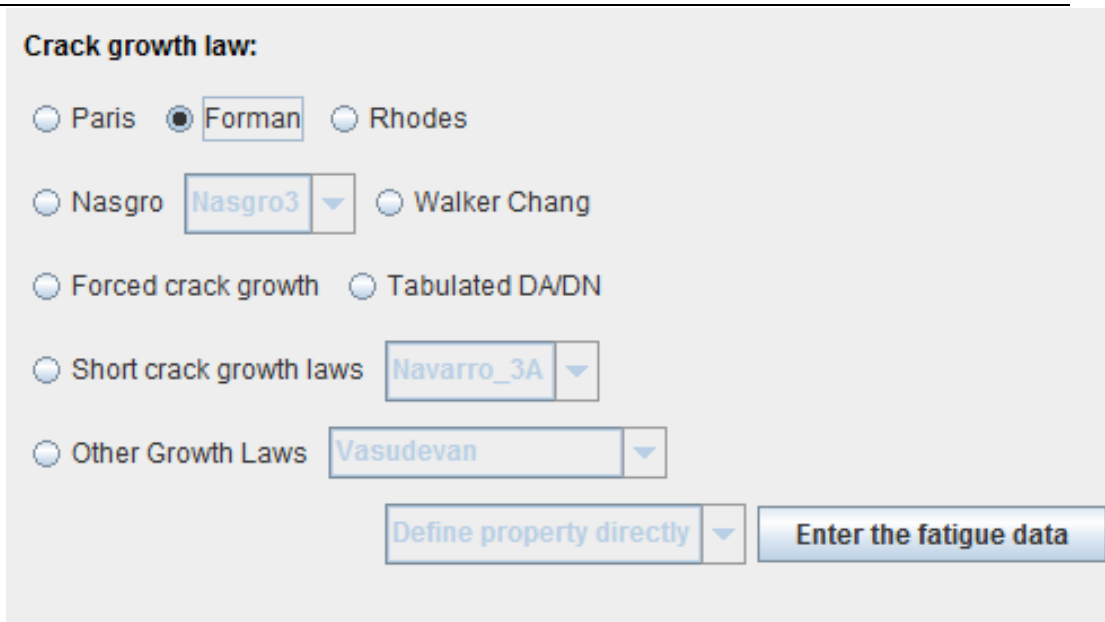 Crack growth law:
Paris Forman Rhodes
Nasgro Nasgro3 Walker Chang
Forced crack growth Tabulated DA/DN
Short crack growth laws Navarro_3A
Other Growth Laws Vasudevan
Define property directly Enter the fatigue data